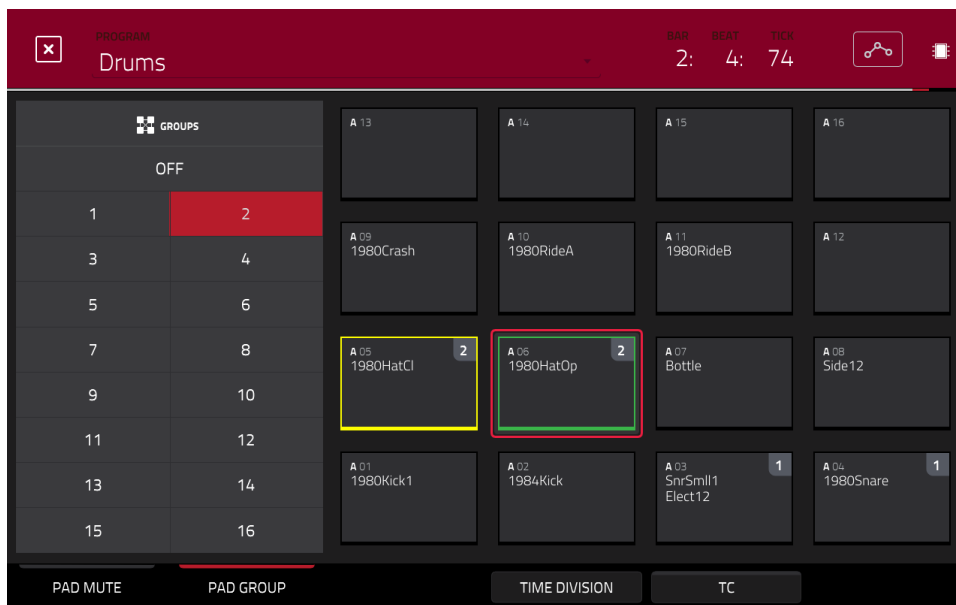 PROGRAM
Drums
BAR BEAT TICK
2: 4: 74
GROUPS
OFF
1 2
3 4
5 6
7 8
9 10
11 12
13 14
15 16
A 13
A 14
A 15
A 16
A 09
1980Crash
A 10
1980RideA
A 11
1980RideB
A 12
A 05 2
1980HatCl
A 06 2
1980HatOp
A 07
Bottle
A 08
Side12
A 01
1980Kick1
A 02
1984Kick
A 03 1
SnrSmll1
Elect12
A 04 1
1980Snare
PAD MUTE
PAD GROUP
TIME DIVISION
TC